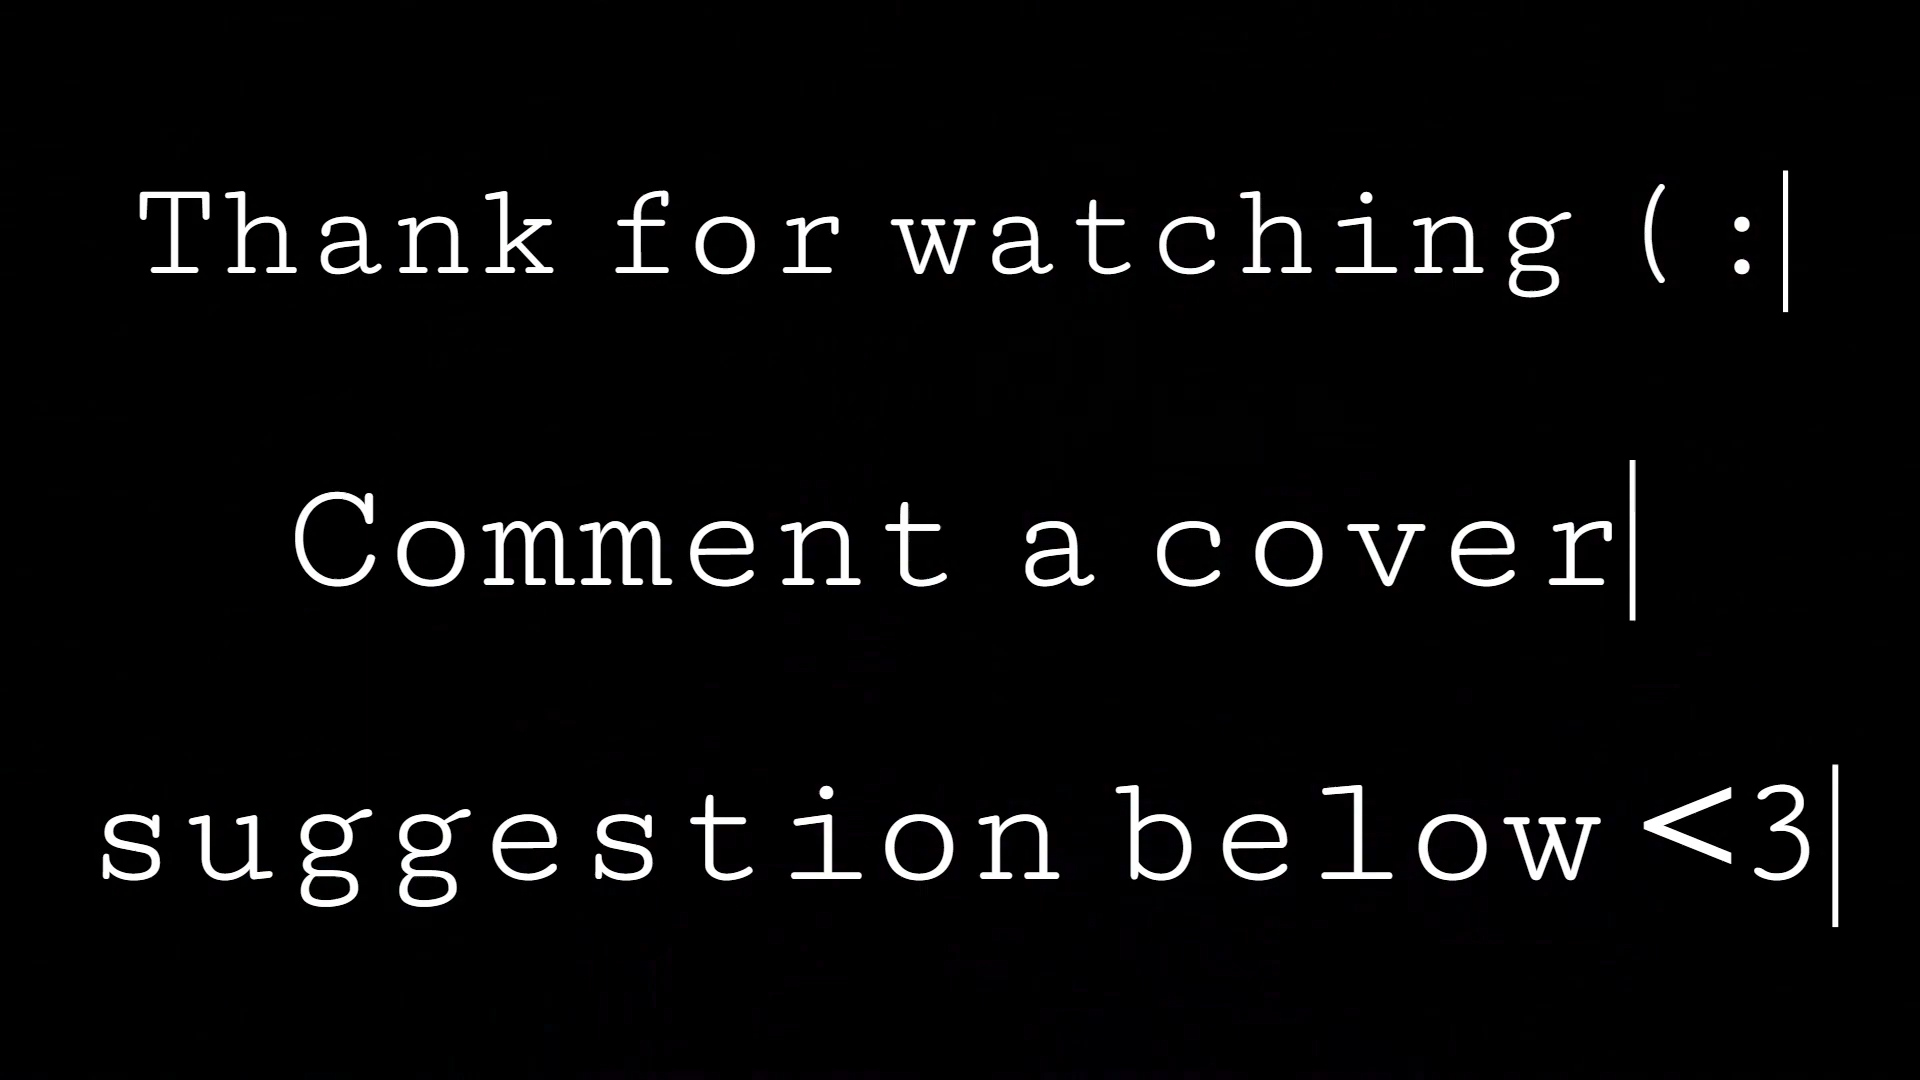 Thank for watching (:|
Comment a cover|
suggestion below <3|